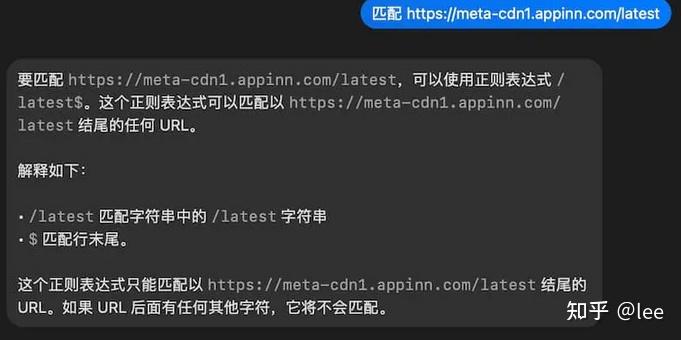 匹配 https://meta-cdn1.appinn.com/latest
要匹配 https://meta-cdn1.appinn.com/latest，可以使用正则表达式 /
latest$。这个正则表达式可以匹配以 https://meta-cdn1.appinn.com/
latest 结尾的任何 URL。
解释如下：
• /latest 匹配字符串中的 /latest 字符串
• $ 匹配行末尾。
这个正则表达式只能匹配以 https://meta-cdn1.appinn.com/latest 结尾的
URL。如果 URL 后面有任何其他字符，它将不会匹配。
知乎 @lee